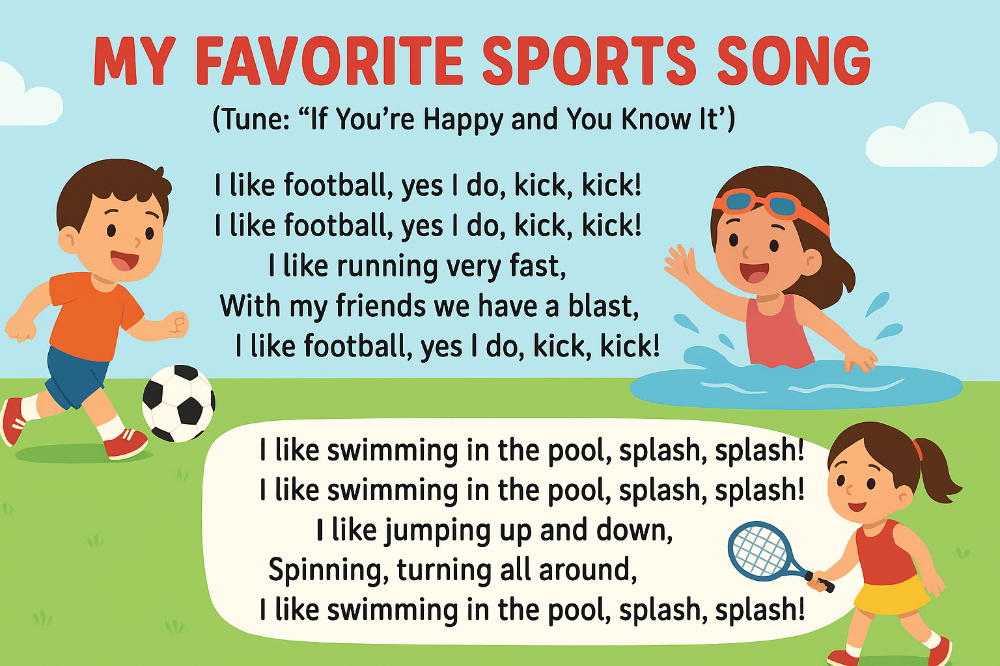 MY FAVORITE SPORTS SONG
(Tune: “If You’re Happy and You Know It’)
I like football, yes I do, kick, kick!
I like football, yes I do, kick, kick!
I like running very fast,
With my friends we have a blast,
I like football, yes I do, kick, kick!
I like swimming in the pool, splash, splash!
I like swimming in the pool, splash, splash!
I like jumping up and down,
Spinning, turning all around,
I like swimming in the pool, splash, splash!